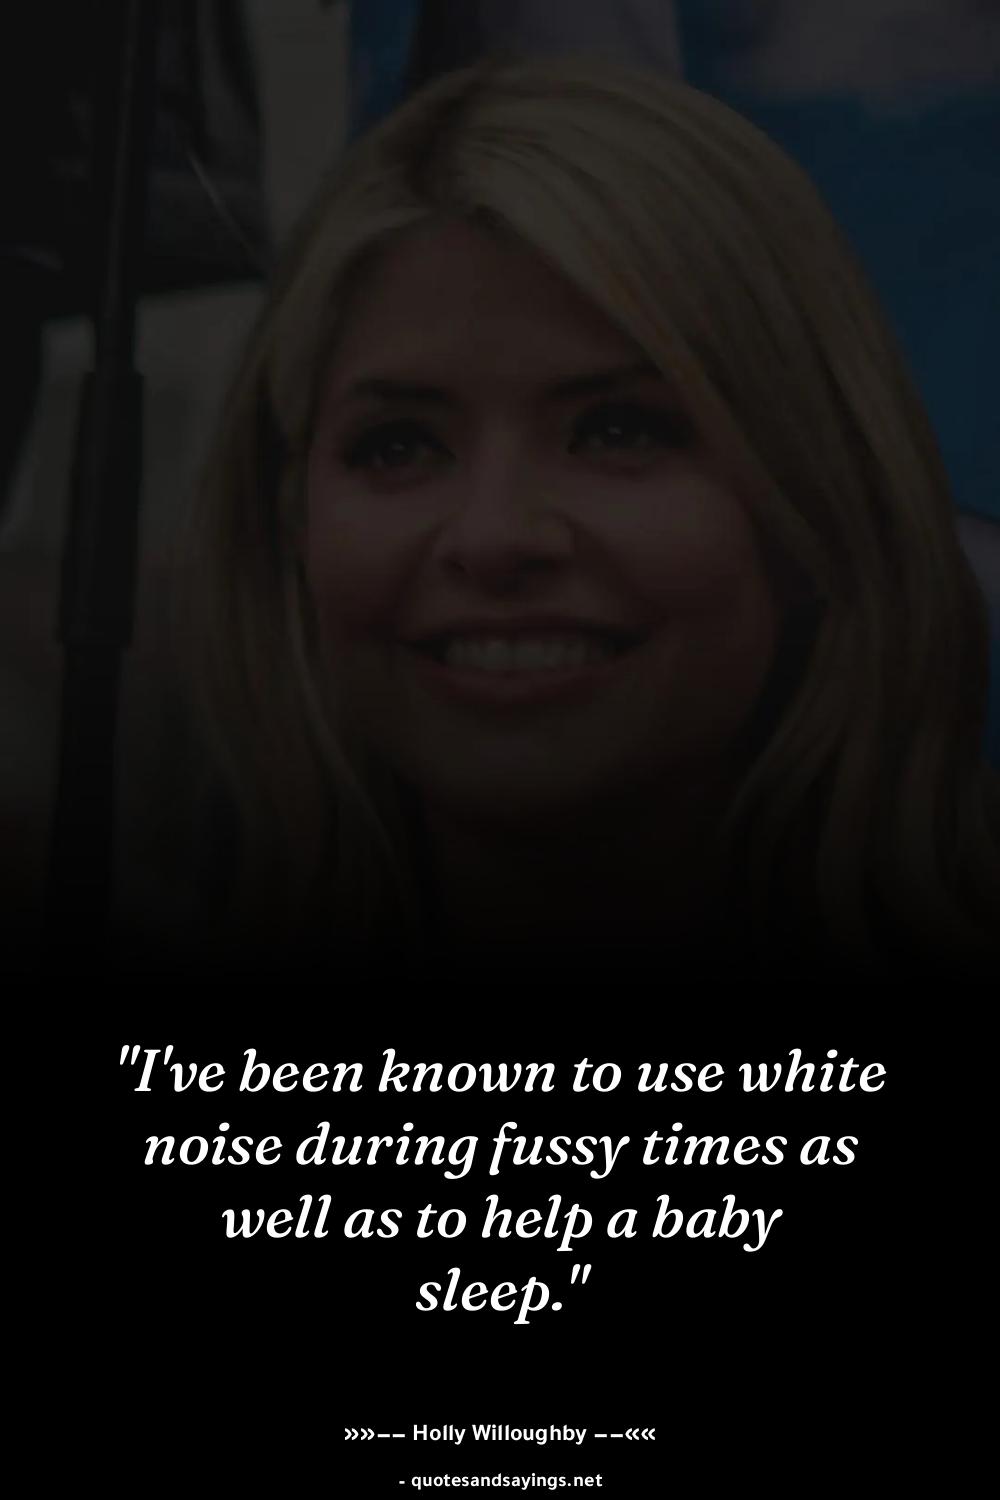 "I've been known to use white
noise during fussy times as
well as to help a baby
sleep."
»»–– Holly Willoughby ––««
- quotesandsayings.net